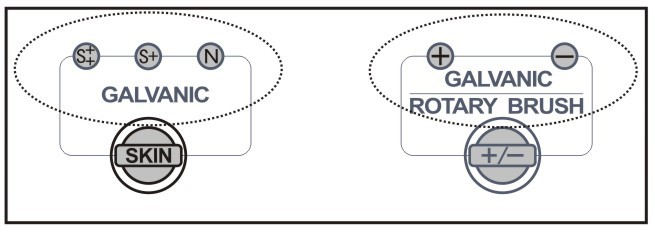 S++ S+ N
GALVANIC
SKIN
+ −
GALVANIC
ROTARY BRUSH
+/−